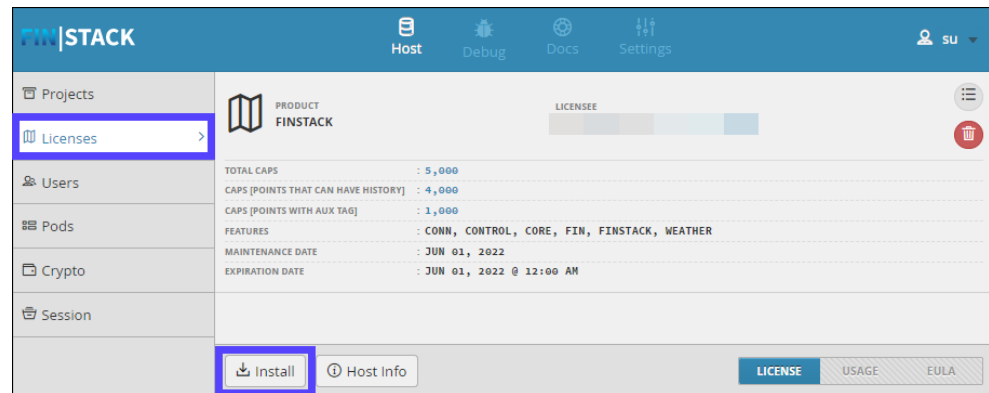 FIN|STACK
Host
Debug
Docs
Settings
su
Projects
Licenses
Users
Pods
Crypto
Session
PRODUCT
FINSTACK
LICENSEE
TOTAL CAPS : 5,000
CAPS [POINTS THAT CAN HAVE HISTORY] : 4,000
CAPS [POINTS WITH AUX TAG] : 1,000
FEATURES : CONN, CONTROL, CORE, FIN, FINSTACK, WEATHER
MAINTENANCE DATE : JUN 01, 2022
EXPIRATION DATE : JUN 01, 2022 @ 12:00 AM
Install
Host Info
LICENSE
USAGE
EULA